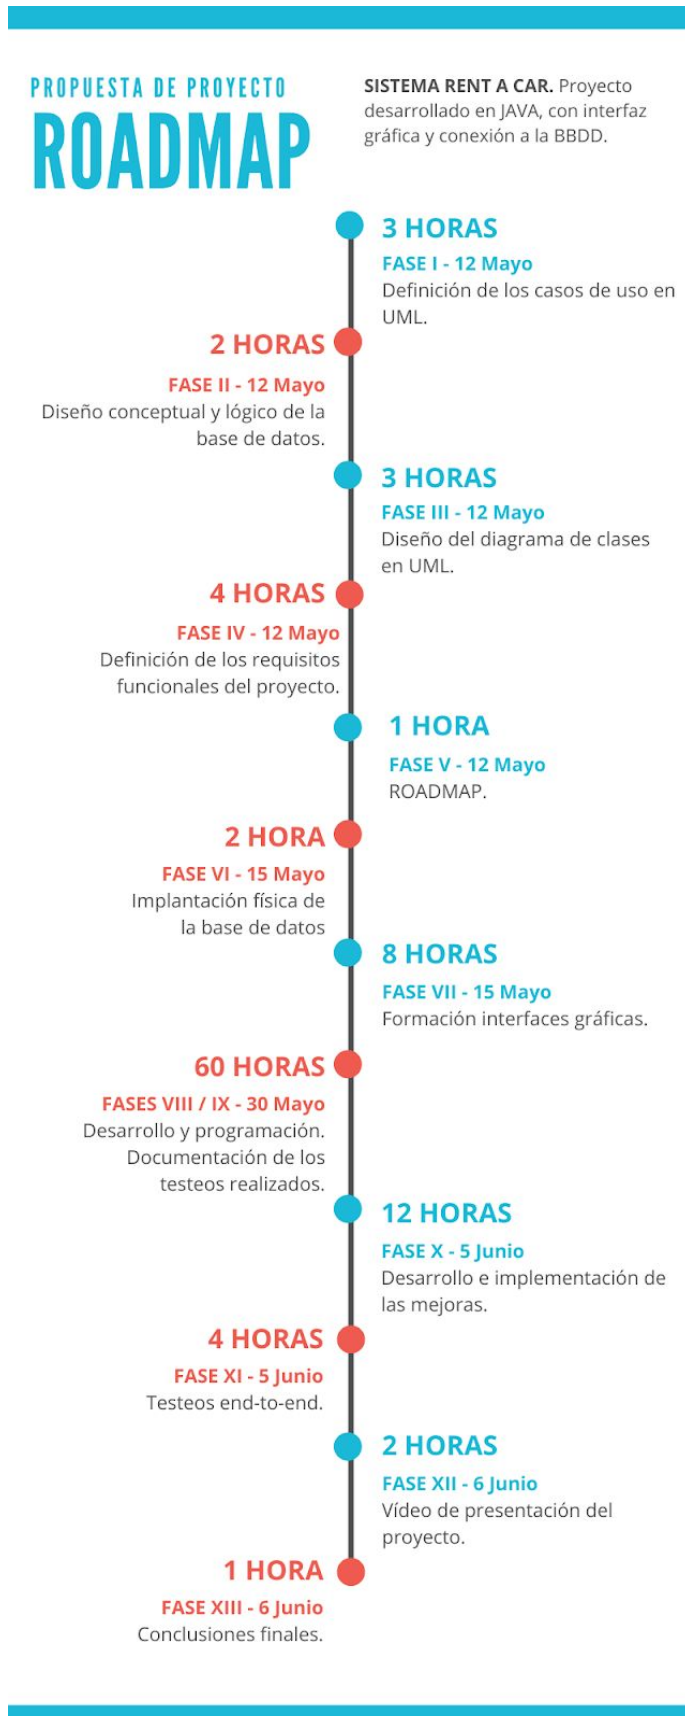 PROPUESTA DE PROYECTO
ROADMAP
SISTEMA RENT A CAR. Proyecto
desarrollado en JAVA, con interfaz
gráfica y conexión a la BBDD.
3 HORAS
FASE I - 12 Mayo
Definición de los casos de uso en
UML.
2 HORAS
FASE II - 12 Mayo
Diseño conceptual y lógico de la
base de datos.
3 HORAS
FASE III - 12 Mayo
Diseño del diagrama de clases
en UML.
4 HORAS
FASE IV - 12 Mayo
Definición de los requisitos
funcionales del proyecto.
1 HORA
FASE V - 12 Mayo
ROADMAP.
2 HORA
FASE VI - 15 Mayo
Implantación física de
la base de datos
8 HORAS
FASE VII - 15 Mayo
Formación interfaces gráficas.
60 HORAS
FASES VIII / IX - 30 Mayo
Desarrollo y programación.
Documentación de los
testeos realizados.
12 HORAS
FASE X - 5 Junio
Desarrollo e implementación de
las mejoras.
4 HORAS
FASE XI - 5 Junio
Testeos end-to-end.
2 HORAS
FASE XII - 6 Junio
Vídeo de presentación del
proyecto.
1 HORA
FASE XIII - 6 Junio
Conclusiones finales.